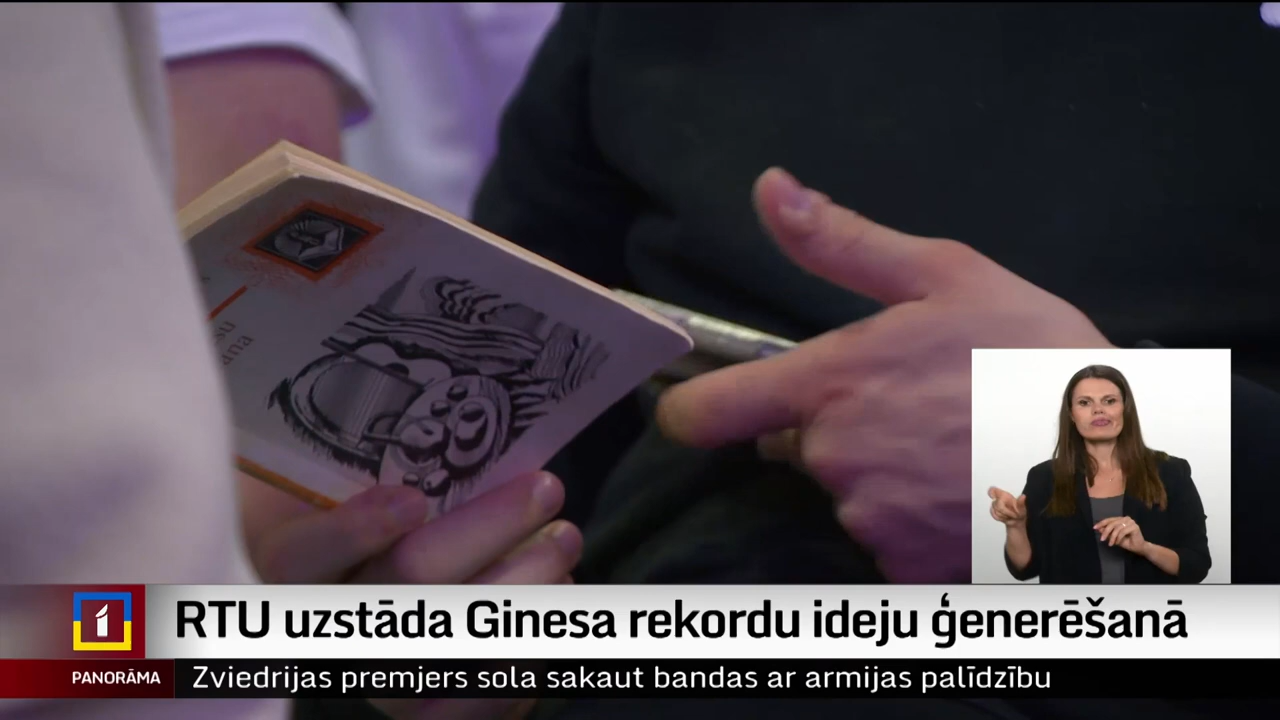 RTU uzstāda Ginesa rekordu ideju ģenerēšanā
1
PANORĀMA
Zviedrijas premjers sola sakaut bandas ar armijas palīdzību